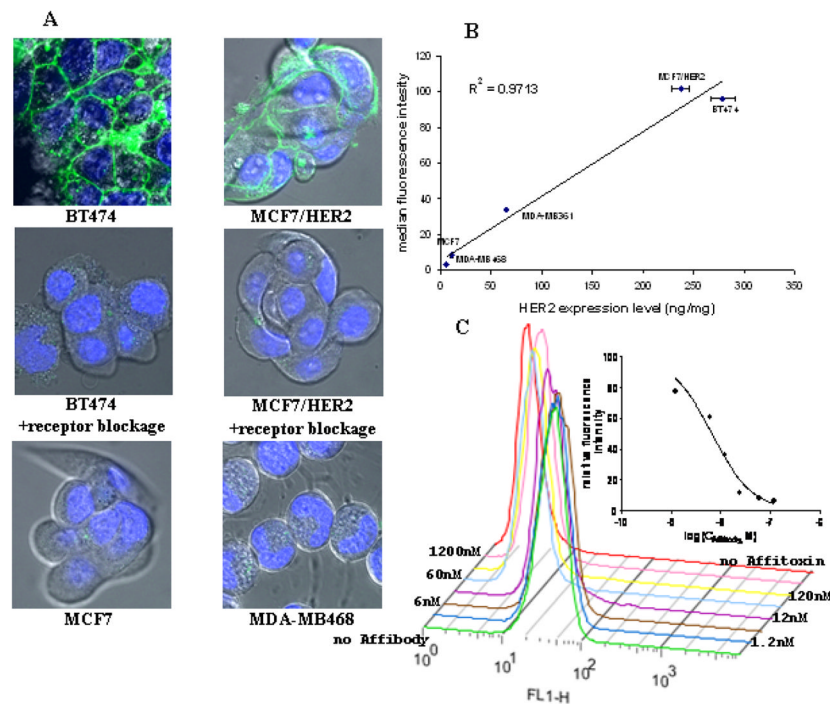 A
BT474
MCF7/HER2
BT474
+receptor blockage
MCF7/HER2
+receptor blockage
MCF7
MDA-MB468
B
median fluorescence intesity
120
100
80
60
40
20
0
R² = 0.9713
MCF7/HER2
BT474
MDA-MB361
MCF7
MDA-MB468
0 50 100 150 200 250 300 350
HER2 expression level (ng/mg)
C
relative fluorescence
intensity
100
80
60
40
20
0
-10 -9 -8 -7 -6
log [C Affibody, M]
1200nM
60nM
6nM
no Affibody
no Affitoxin
120nM
12nM
1.2nM
10⁰ 10¹ 10² 10³
FL1-H